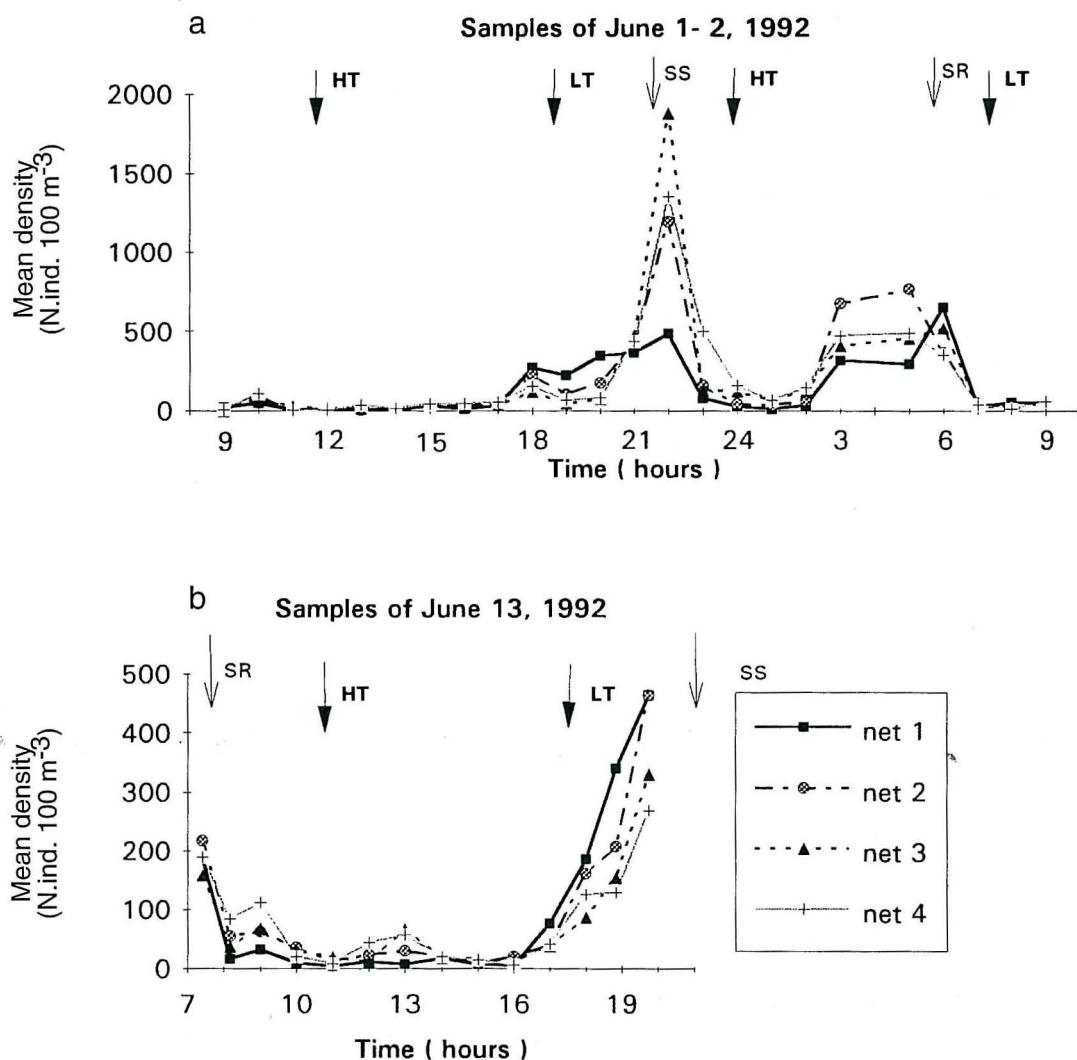 a
Samples of June 1- 2, 1992
HT
LT
SS
HT
SR
LT
2000
1500
1000
500
0
Mean density
(N.ind. 100 m-3)
9 12 15 18 21 24 3 6 9
Time ( hours )
b
Samples of June 13, 1992
SR
HT
LT
SS
500
400
300
200
100
0
Mean density
(N.ind. 100 m-3)
7 10 13 16 19
Time ( hours )
net 1
net 2
net 3
net 4